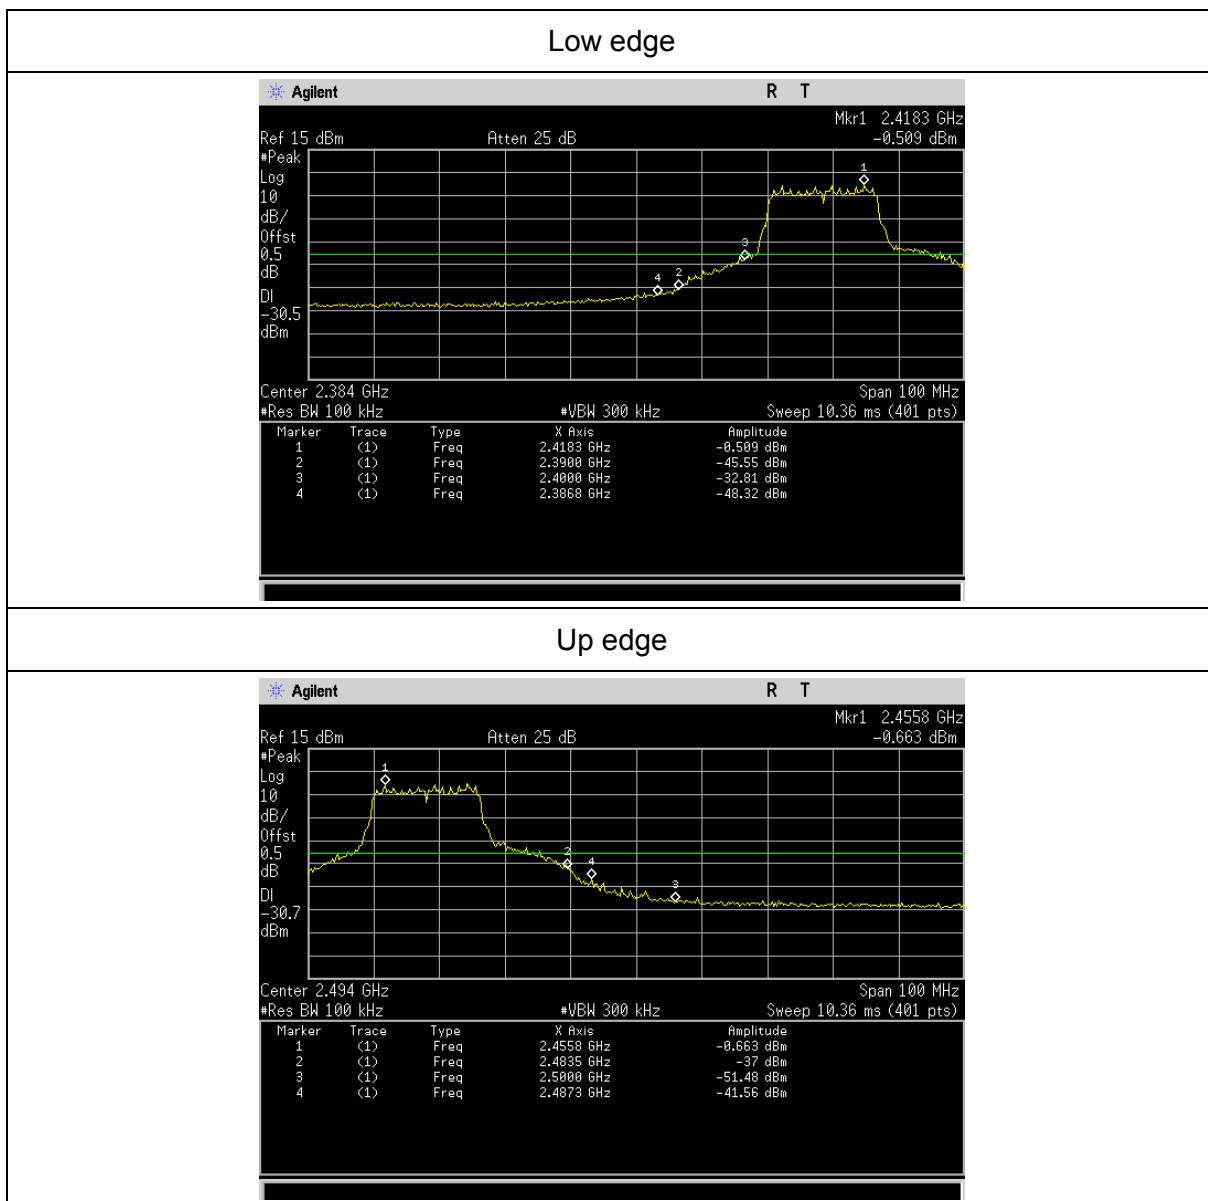 Low edge
Agilent R T
Mkr1 2.4183 GHz
Ref 15 dBm Atten 25 dB -0.509 dBm
#Peak
Log
10
dB/
Offst
0.5
dB
DI
-30.5
dBm
1
3
4 2
Center 2.384 GHz Span 100 MHz
#Res BW 100 kHz #VBW 300 kHz Sweep 10.36 ms (401 pts)
Marker Trace Type X Axis Amplitude
1 (1) Freq 2.4183 GHz -0.509 dBm
2 (1) Freq 2.3900 GHz -45.55 dBm
3 (1) Freq 2.4000 GHz -32.81 dBm
4 (1) Freq 2.3868 GHz -48.32 dBm
Up edge
Agilent R T
Mkr1 2.4558 GHz
Ref 15 dBm Atten 25 dB -0.663 dBm
#Peak
Log
10
dB/
Offst
0.5
dB
DI
-30.7
dBm
1
2 4
3
Center 2.494 GHz Span 100 MHz
#Res BW 100 kHz #VBW 300 kHz Sweep 10.36 ms (401 pts)
Marker Trace Type X Axis Amplitude
1 (1) Freq 2.4558 GHz -0.663 dBm
2 (1) Freq 2.4835 GHz -37 dBm
3 (1) Freq 2.5000 GHz -51.48 dBm
4 (1) Freq 2.4873 GHz -41.56 dBm